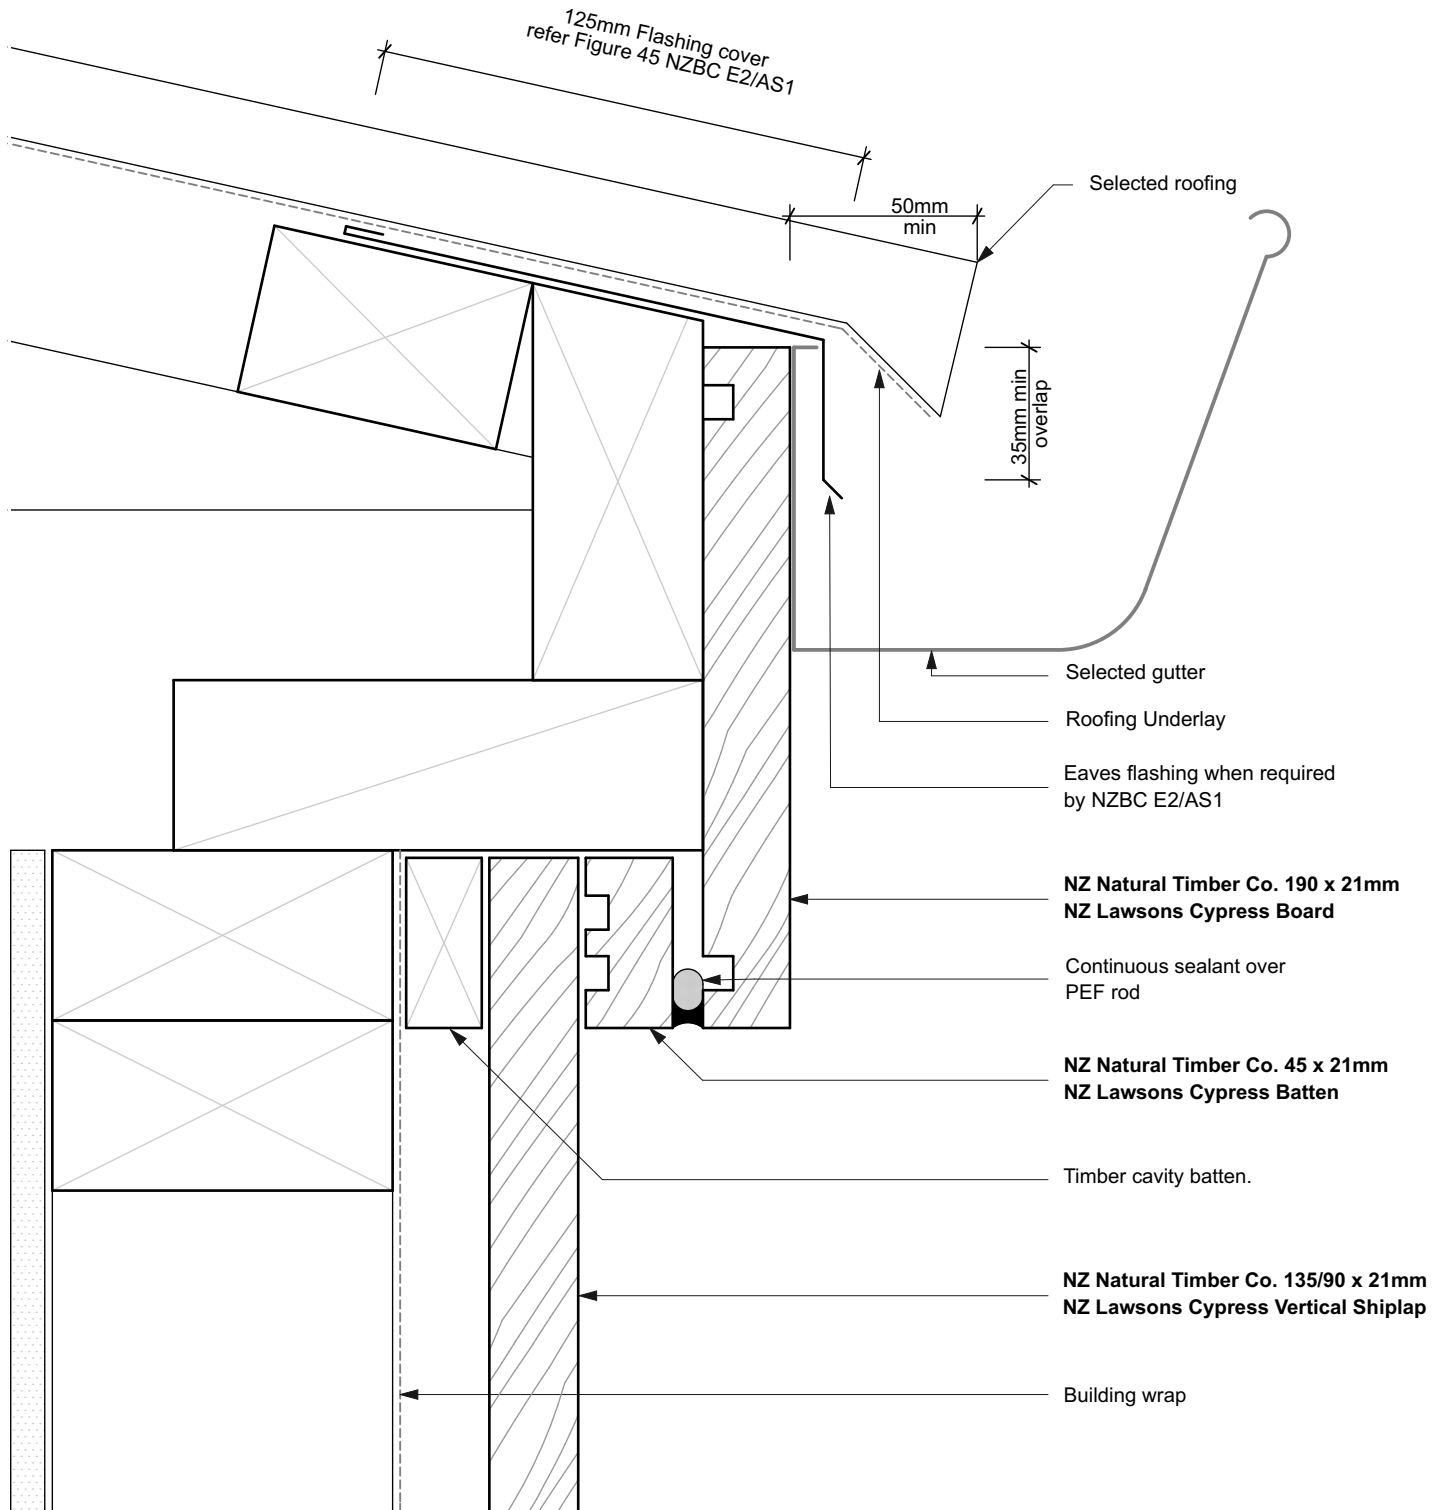 125mm Flashing cover
refer Figure 45 NZBC E2/AS1
Selected roofing
50mm
min
35mm min
overlap
Selected gutter
Roofing Underlay
Eaves flashing when required
by NZBC E2/AS1
NZ Natural Timber Co. 190 x 21mm
NZ Lawsons Cypress Board
Continuous sealant over
PEF rod
NZ Natural Timber Co. 45 x 21mm
NZ Lawsons Cypress Batten
Timber cavity batten.
NZ Natural Timber Co. 135/90 x 21mm
NZ Lawsons Cypress Vertical Shiplap
Building wrap